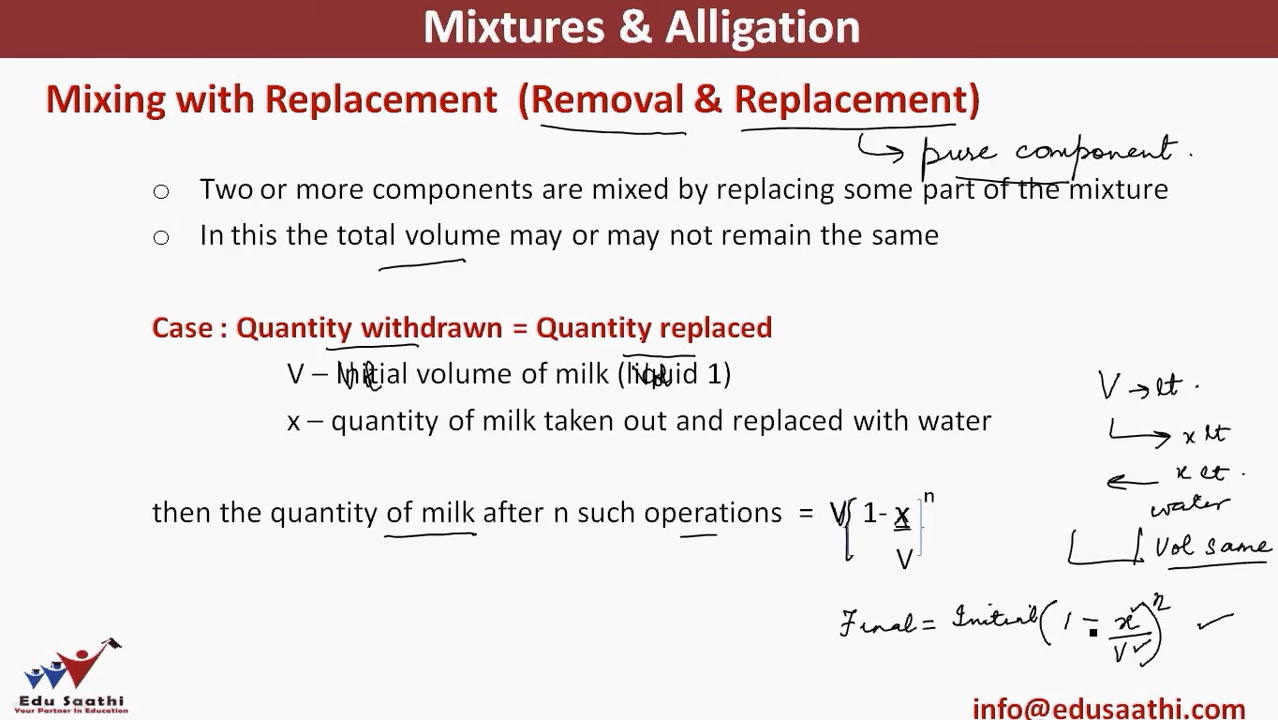 Mixtures & Alligation
Mixing with Replacement (Removal & Replacement)
pure component.
○ Two or more components are mixed by replacing some part of the mixture
○ In this the total volume may or may not remain the same
Case : Quantity withdrawn = Quantity replaced
V – Initial volume of milk (liquid 1)
V → lt.
x – quantity of milk taken out and replaced with water
x lt
x lt.
water
then the quantity of milk after n such operations = V[1- x/V]^n
Vol same
Final = Initial(1 - x/V)^n ✓
Edu Saathi
Your Partner In Education
info@edusaathi.com